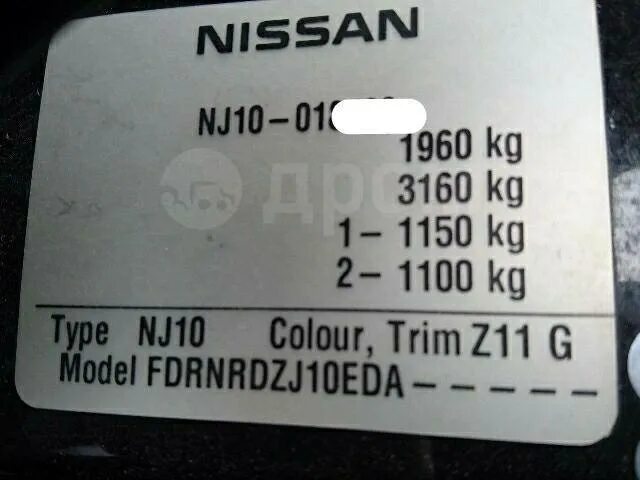 NISSAN
NJ10-01
1960 kg
3160 kg
1- 1150 kg
2- 1100 kg
Type NJ10 Colour, Trim Z11 G
Model FDRNRDZJ10EDA-----